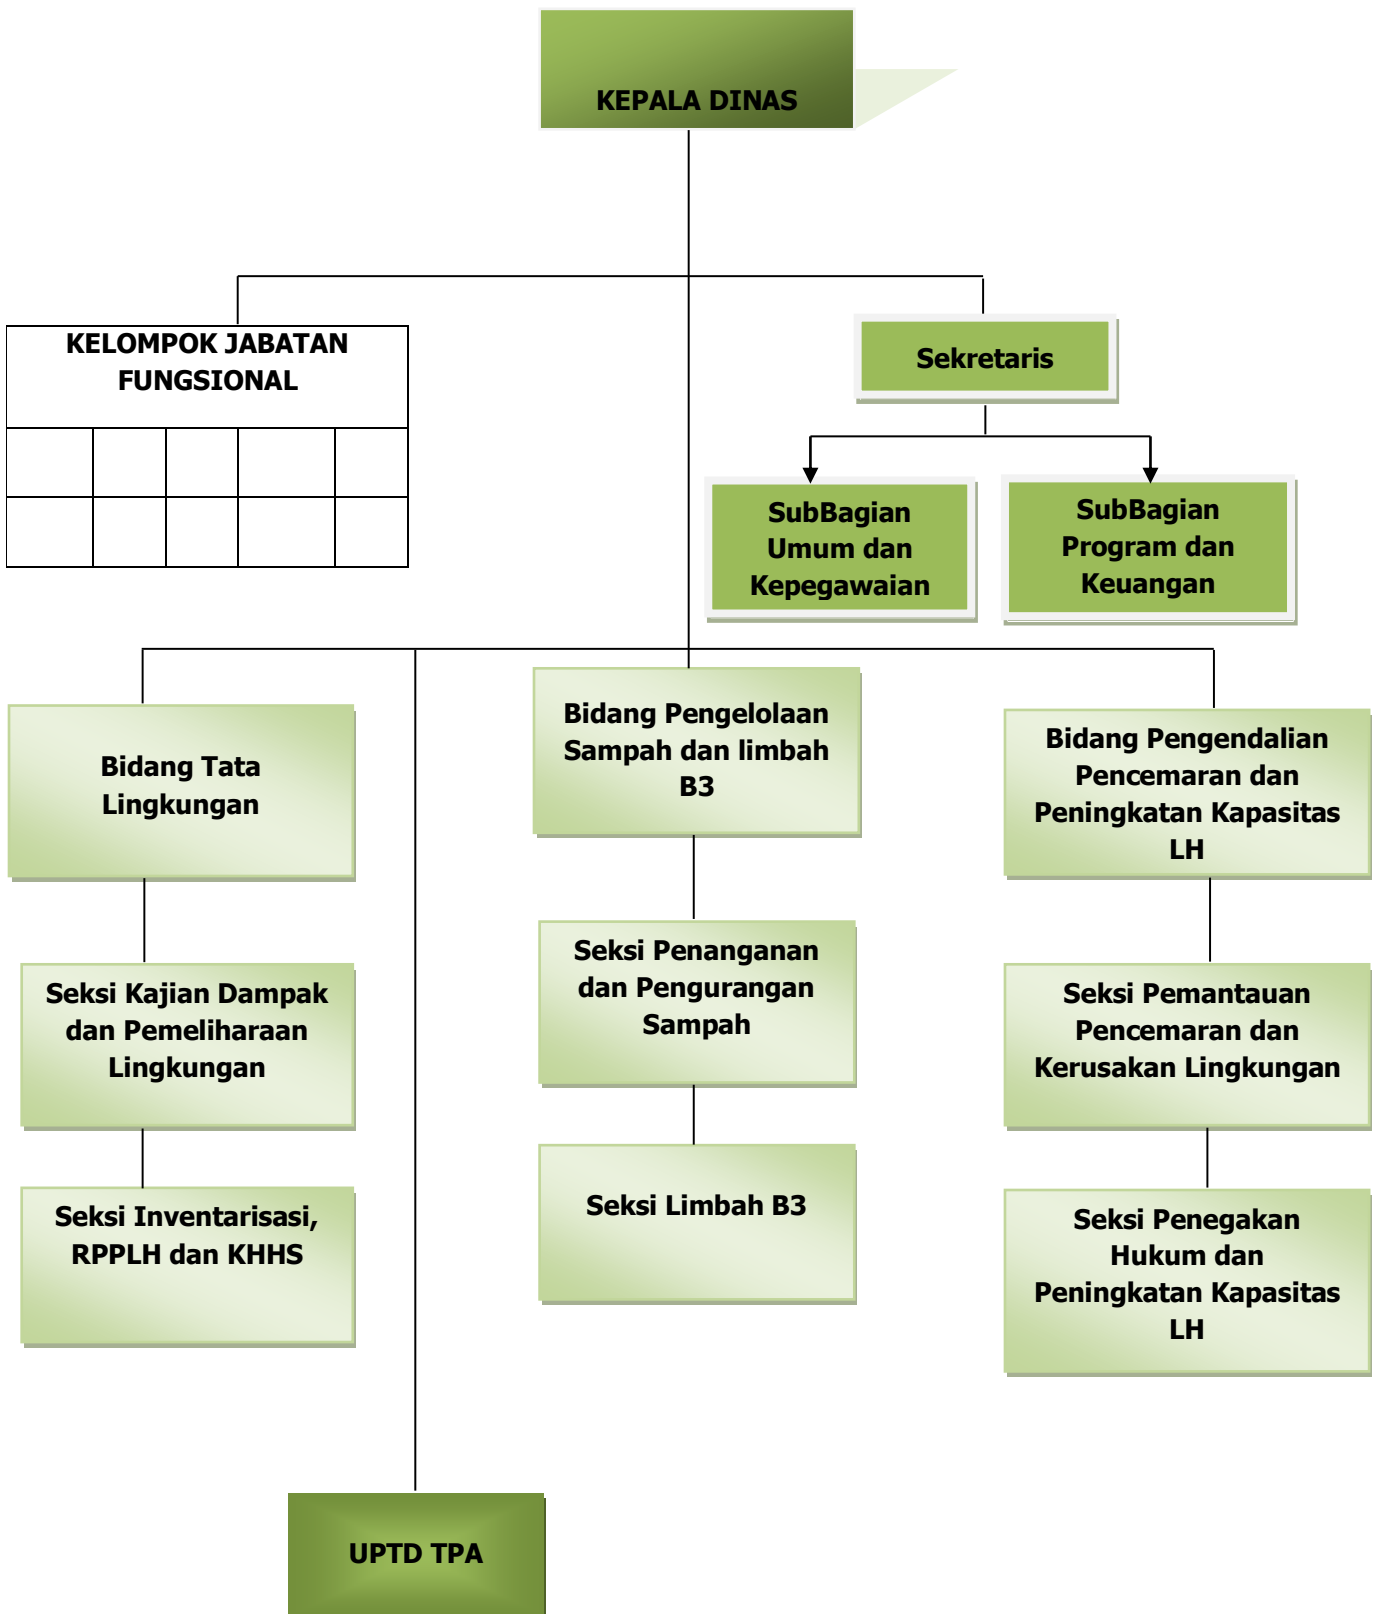 KEPALA DINAS
KELOMPOK JABATAN
FUNGSIONAL
Sekretaris
SubBagian
Umum dan
Kepegawaian
SubBagian
Program dan
Keuangan
Bidang Tata
Lingkungan
Bidang Pengelolaan
Sampah dan limbah
B3
Bidang Pengendalian
Pencemaran dan
Peningkatan Kapasitas
LH
Seksi Kajian Dampak
dan Pemeliharaan
Lingkungan
Seksi Penanganan
dan Pengurangan
Sampah
Seksi Pemantauan
Pencemaran dan
Kerusakan Lingkungan
Seksi Inventarisasi,
RPPLH dan KHHS
Seksi Limbah B3
Seksi Penegakan
Hukum dan
Peningkatan Kapasitas
LH
UPTD TPA